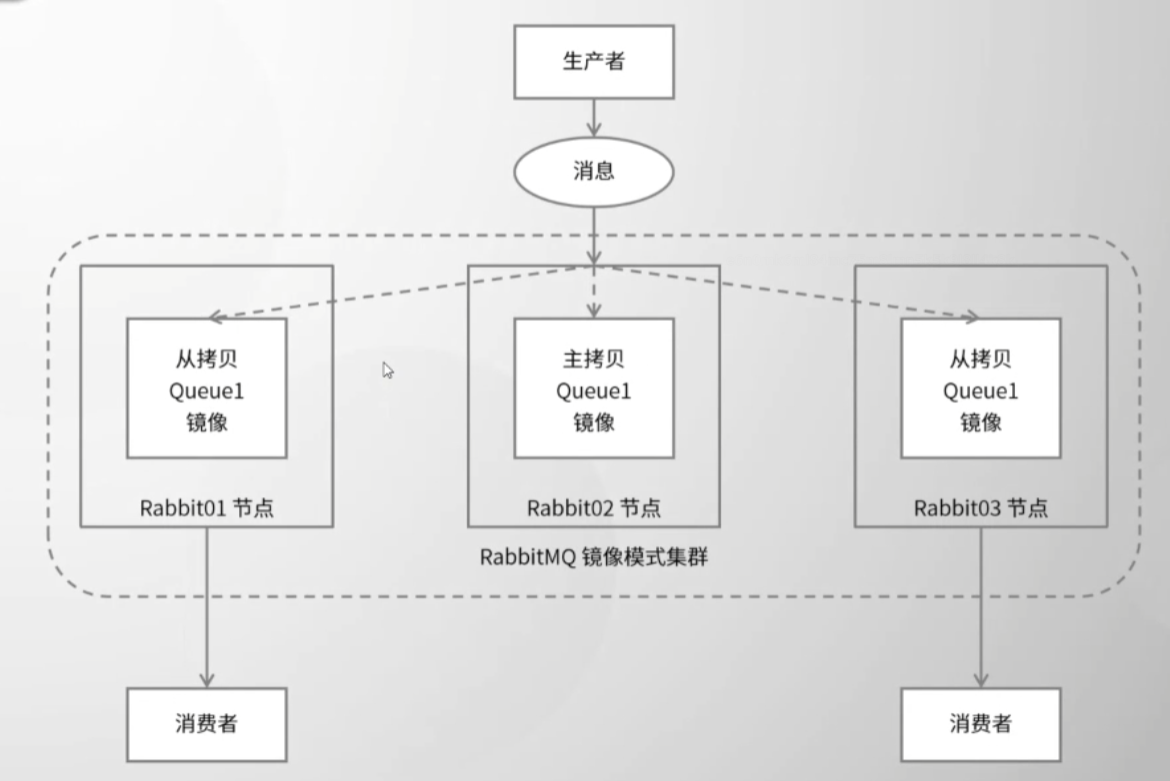 生产者
消息
从拷贝
Queue1
镜像
主拷贝
Queue1
镜像
从拷贝
Queue1
镜像
Rabbit01 节点
Rabbit02 节点
Rabbit03 节点
RabbitMQ 镜像模式集群
消费者
消费者